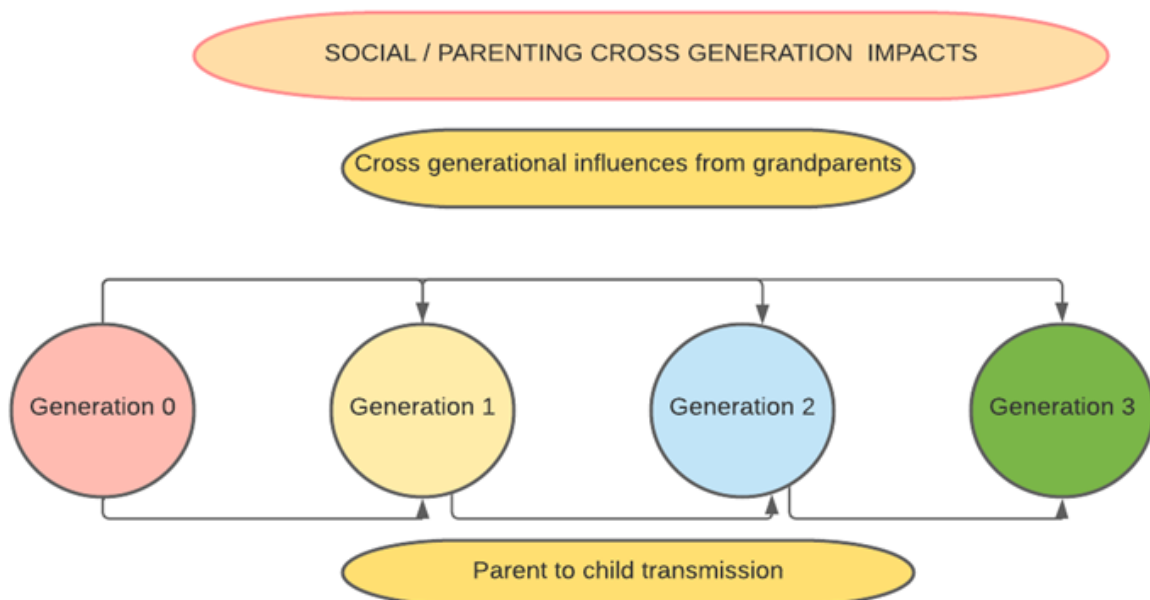 SOCIAL / PARENTING CROSS GENERATION IMPACTS
Cross generational influences from grandparents
Generation 0
Generation 1
Generation 2
Generation 3
Parent to child transmission